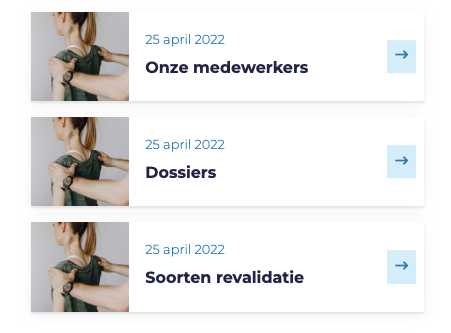 25 april 2022
Onze medewerkers
25 april 2022
Dossiers
25 april 2022
Soorten revalidatie